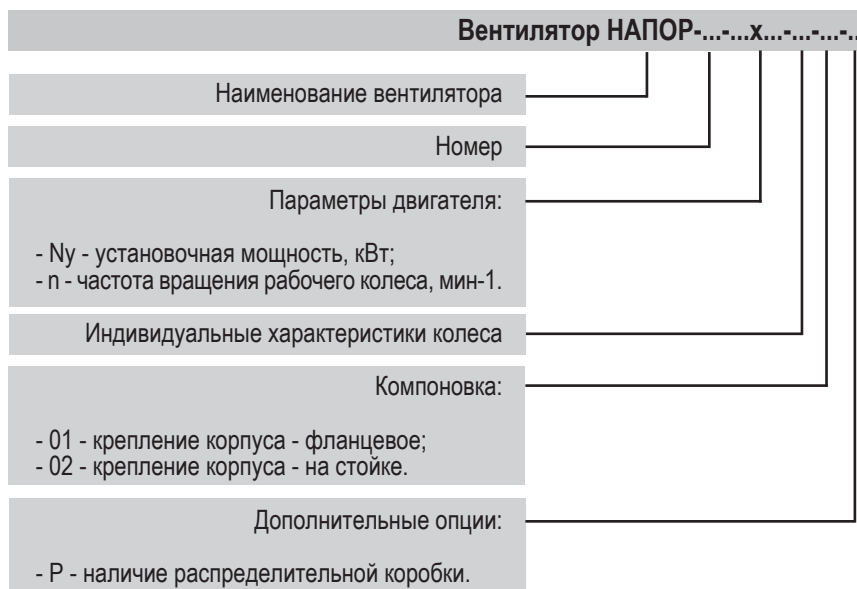 Вентилятор НАПОР-...-...х...-...-...-..
Наименование вентилятора
Номер
Параметры двигателя:
- Nу - установочная мощность, кВт;
- n - частота вращения рабочего колеса, мин-1.
Индивидуальные характеристики колеса
Компоновка:
- 01 - крепление корпуса - фланцевое;
- 02 - крепление корпуса - на стойке.
Дополнительные опции:
- Р - наличие распределительной коробки.